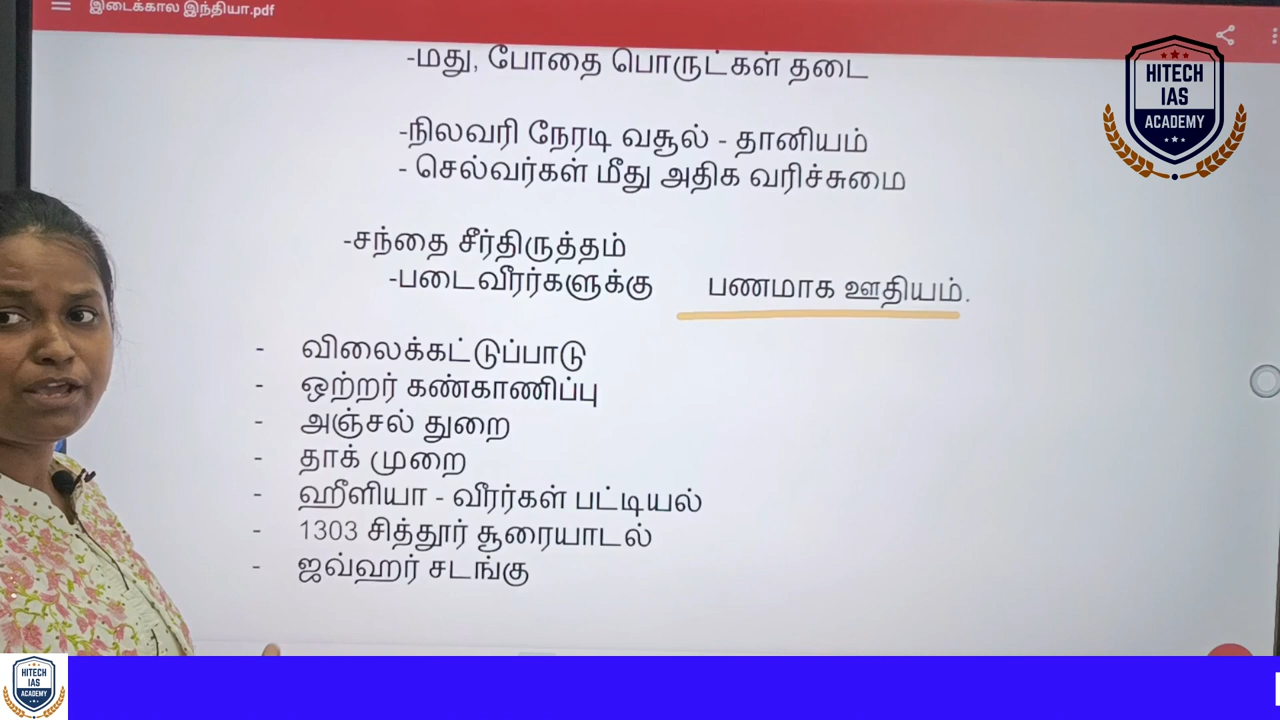 இடைக்கால இந்தியா.pdf
HITECH
IAS
ACADEMY
-மது, போதை பொருட்கள் தடை
-நிலவரி நேரடி வசூல் - தானியம்
- செல்வர்கள் மீது அதிக வரிச்சுமை
-சந்தை சீர்திருத்தம்
-படைவீரர்களுக்கு பணமாக ஊதியம்.
- விலைக்கட்டுப்பாடு
- ஒற்றர் கண்காணிப்பு
- அஞ்சல் துறை
- தாக் முறை
- ஹீளியா - வீரர்கள் பட்டியல்
- 1303 சித்தூர் சூரையாடல்
- ஜவ்ஹர் சடங்கு
HITECH
IAS
ACADEMY